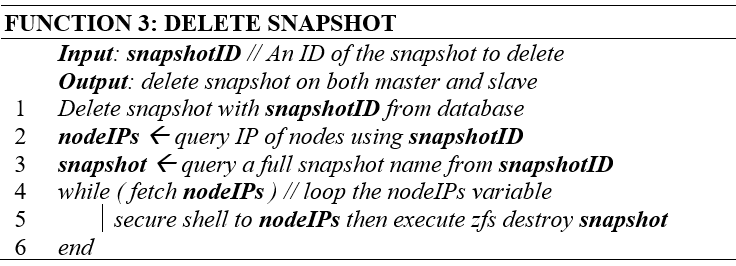 FUNCTION 3: DELETE SNAPSHOT
Input: snapshotID // An ID of the snapshot to delete
Output: delete snapshot on both master and slave
1 Delete snapshot with snapshotID from database
2 nodeIPs ← query IP of nodes using snapshotID
3 snapshot ← query a full snapshot name from snapshotID
4 while ( fetch nodeIPs ) // loop the nodeIPs variable
5 secure shell to nodeIPs then execute zfs destroy snapshot
6 end